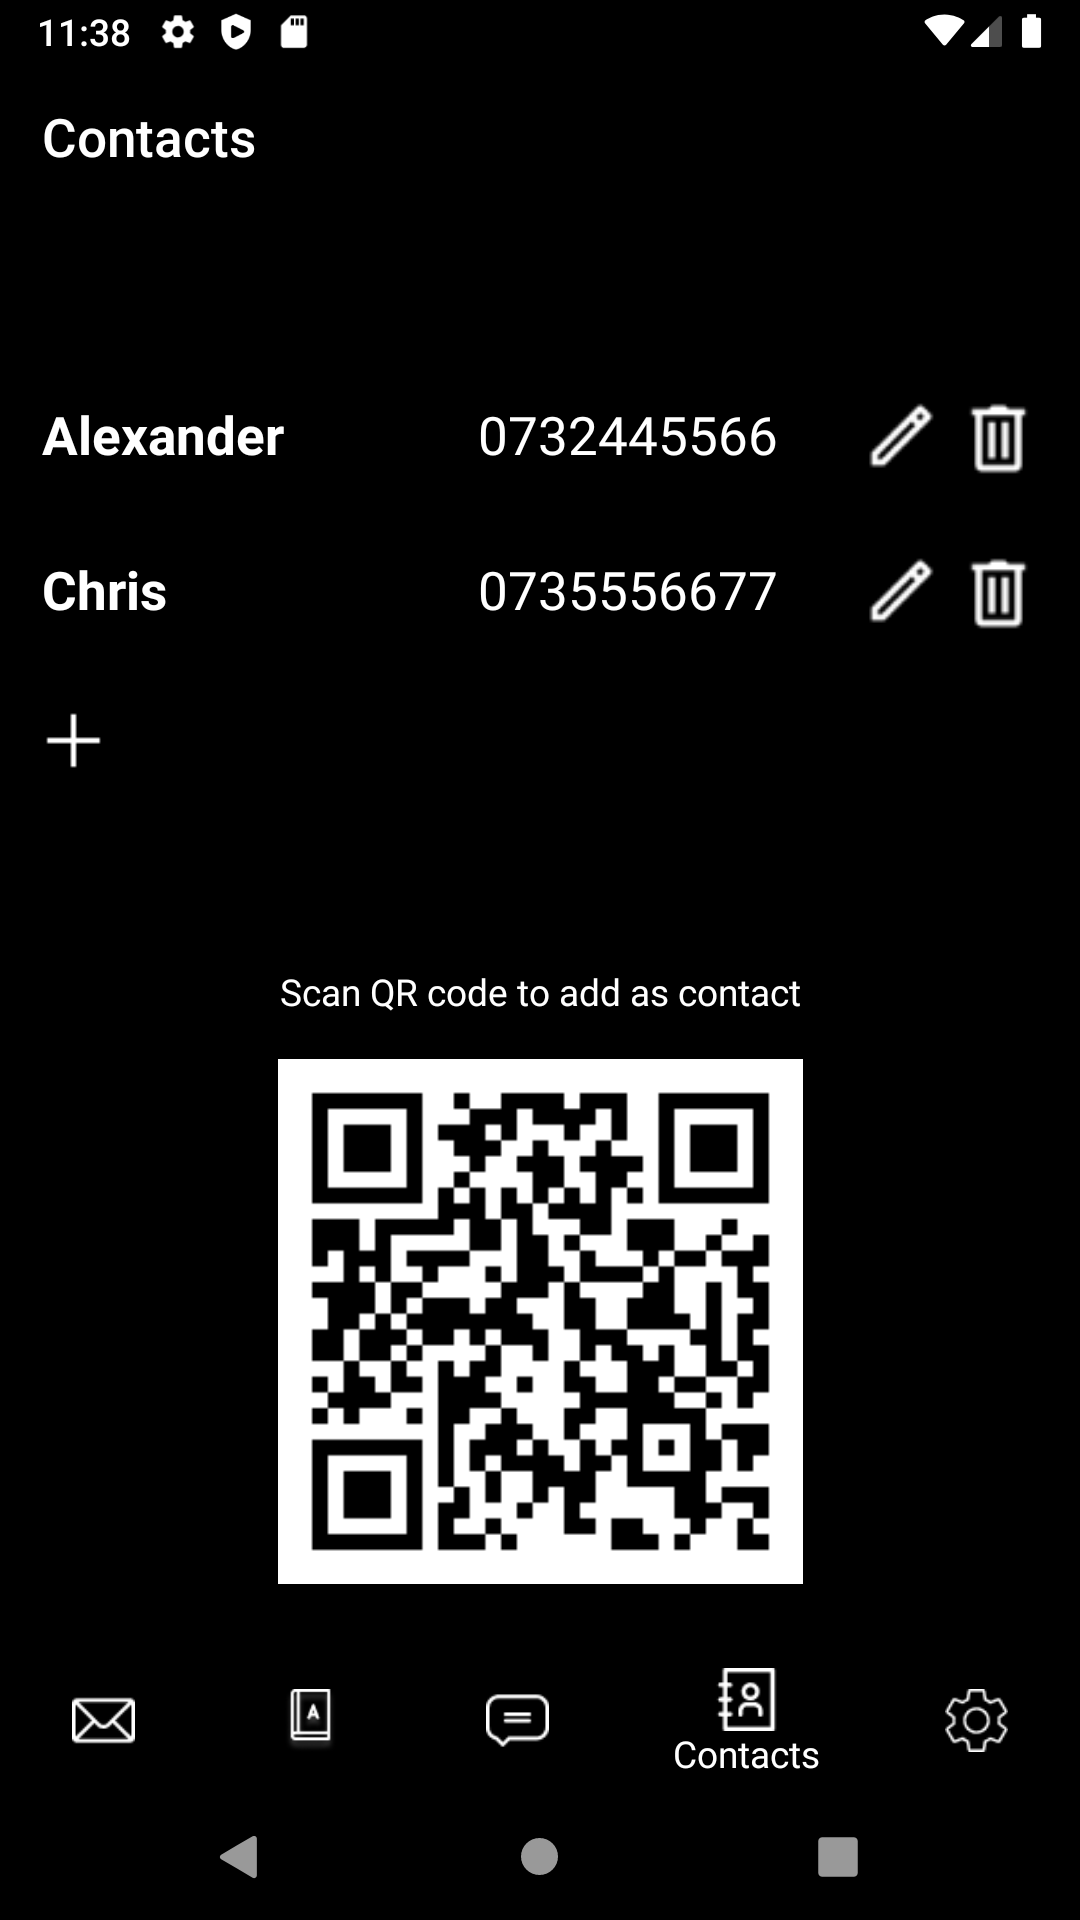 11:38
Contacts
Alexander 0732445566
Chris 0735556677
Scan QR code to add as contact
A
Contacts